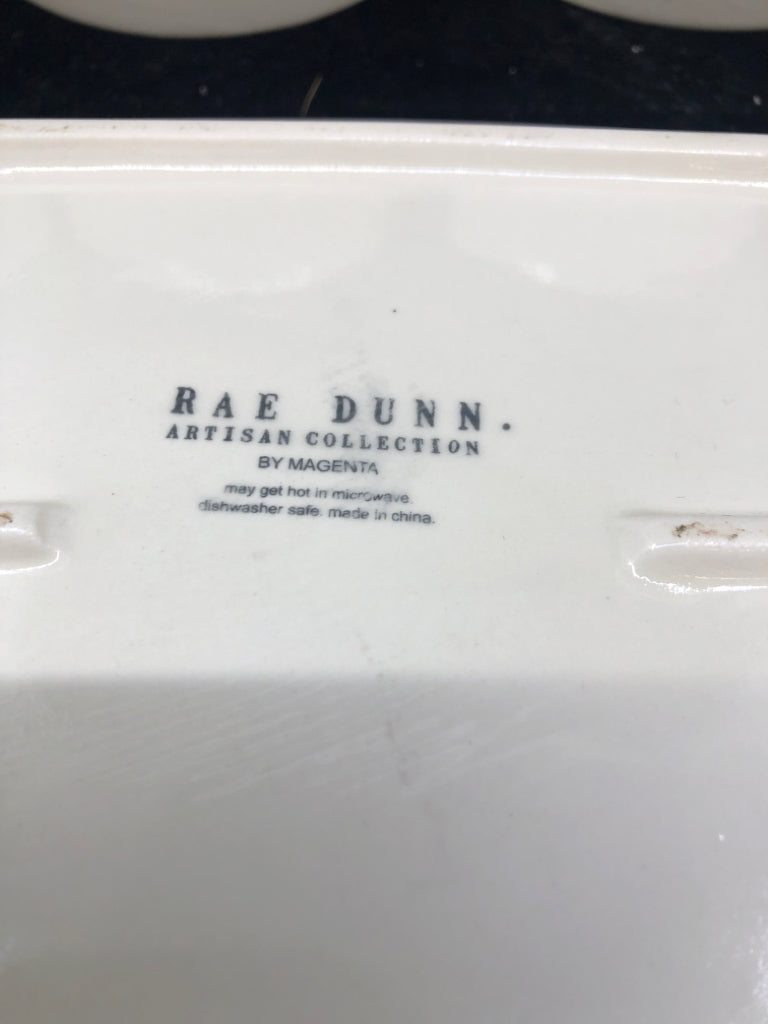 RAE DUNN.
ARTISAN COLLECTION
BY MAGENTA
may get hot in microwave.
dishwasher safe. made in china.